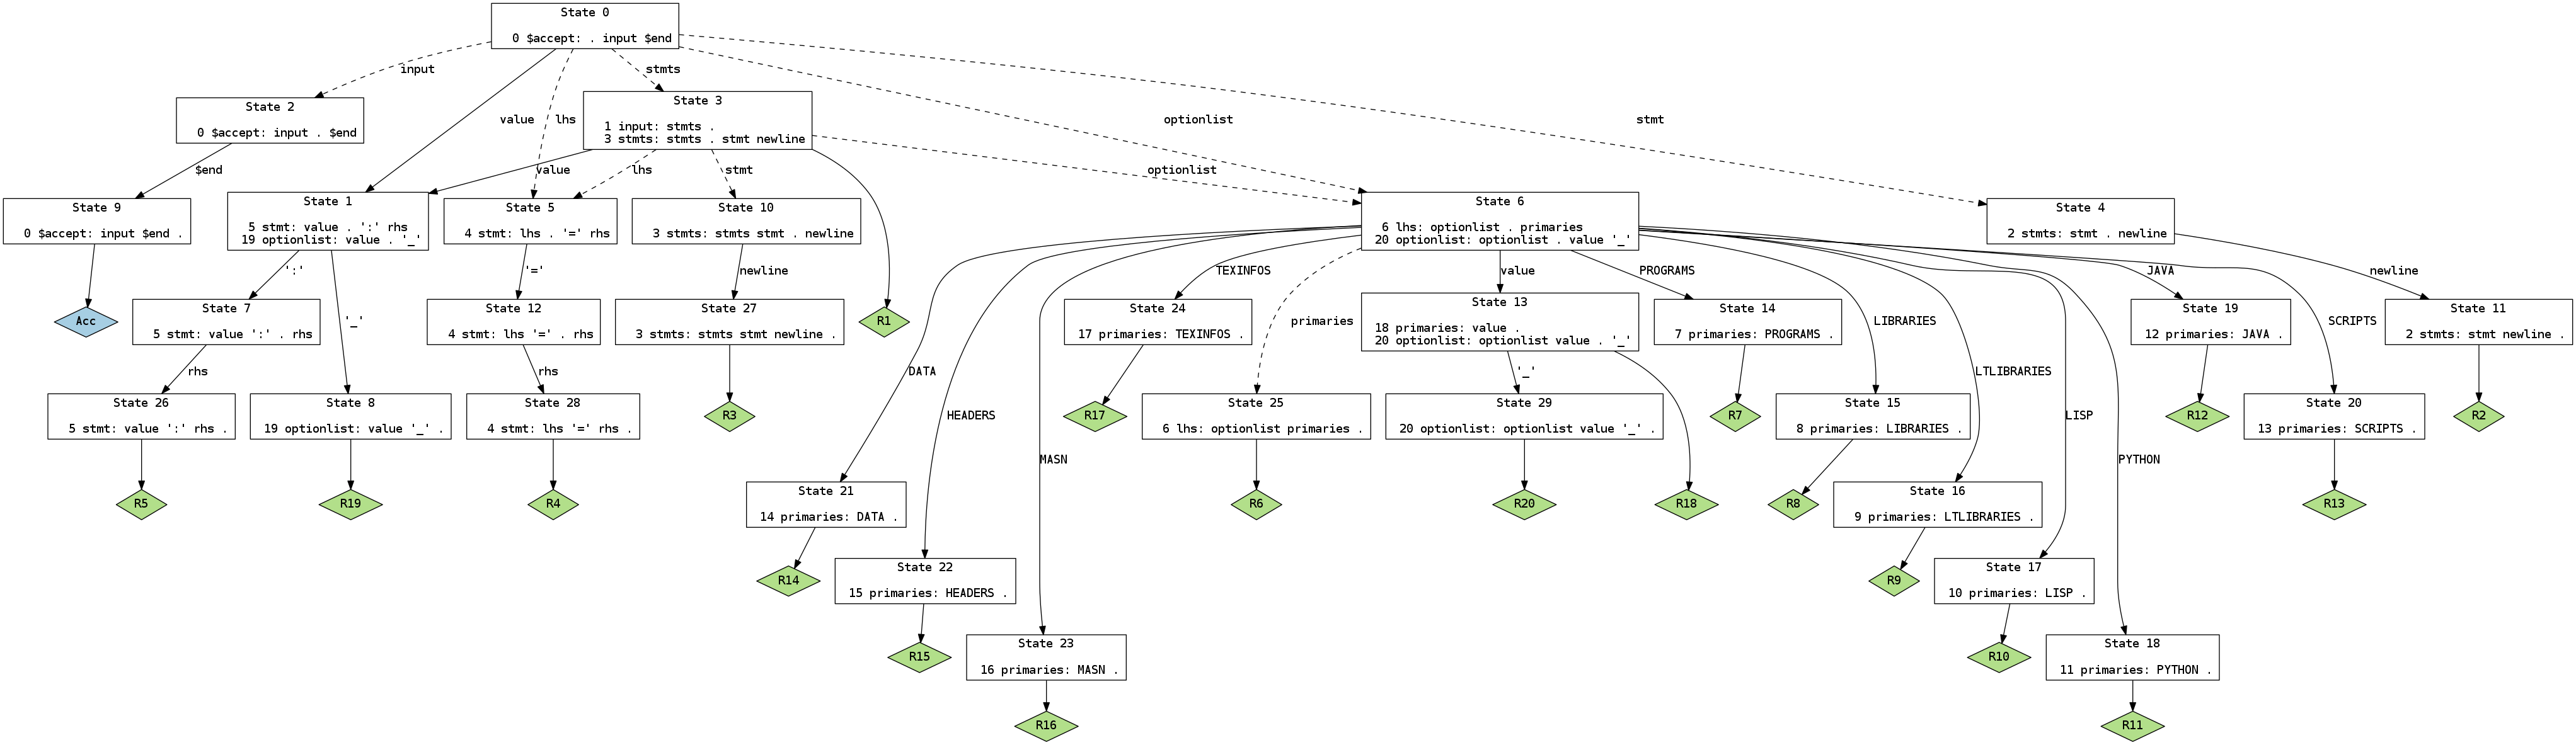 State 0
0 $accept: . input $end
input
stmts
State 2
0 $accept: input . $end
State 3
1 input: stmts .
3 stmts: stmts . stmt newline
value
lhs
optionlist
stmt
$end
value
lhs
stmt
optionlist
State 9
0 $accept: input $end .
State 1
5 stmt: value . ':' rhs
19 optionlist: value . '_'
State 5
4 stmt: lhs . '=' rhs
State 10
3 stmts: stmts stmt . newline
State 6
6 lhs: optionlist . primaries
20 optionlist: optionlist . value '_'
State 4
2 stmts: stmt . newline
':'
'='
newline
TEXINFOS
value
PROGRAMS
JAVA
newline
Acc
State 7
5 stmt: value ':' . rhs
'_'
State 12
4 stmt: lhs '=' . rhs
State 27
3 stmts: stmts stmt newline .
R1
State 24
17 primaries: TEXINFOS .
primaries
State 13
18 primaries: value .
20 optionlist: optionlist value . '_'
State 14
7 primaries: PROGRAMS .
LIBRARIES
State 19
12 primaries: JAVA .
SCRIPTS
State 11
2 stmts: stmt newline .
rhs
rhs
DATA
'_'
LTLIBRARIES
State 26
5 stmt: value ':' rhs .
State 8
19 optionlist: value '_' .
State 28
4 stmt: lhs '=' rhs .
R3
HEADERS
R17
State 25
6 lhs: optionlist primaries .
State 29
20 optionlist: optionlist value '_' .
R7
State 15
8 primaries: LIBRARIES .
LISP
R12
State 20
13 primaries: SCRIPTS .
R2
MASN
PYTHON
R5
R19
R4
State 21
14 primaries: DATA .
R6
R20
R18
R8
State 16
9 primaries: LTLIBRARIES .
R13
R14
State 22
15 primaries: HEADERS .
R9
State 17
10 primaries: LISP .
R15
State 23
16 primaries: MASN .
R10
State 18
11 primaries: PYTHON .
R16
R11